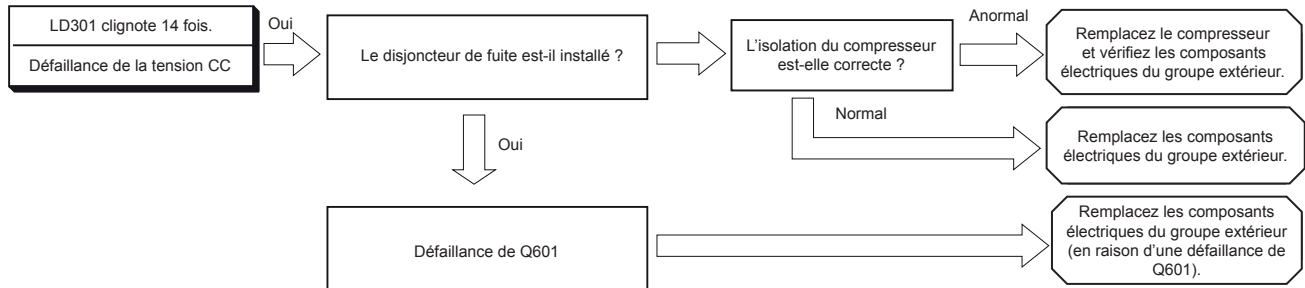 LD301 clignote 14 fois.
Défaillance de la tension CC
Oui
Le disjoncteur de fuite est-il installé ?
L'isolation du compresseur
est-elle correcte ?
Anormal
Remplacez le compresseur
et vérifiez les composants
électriques du groupe extérieur.
Normal
Remplacez les composants
électriques du groupe extérieur.
Oui
Défaillance de Q601
Remplacez les composants
électriques du groupe extérieur
(en raison d'une défaillance de
Q601).